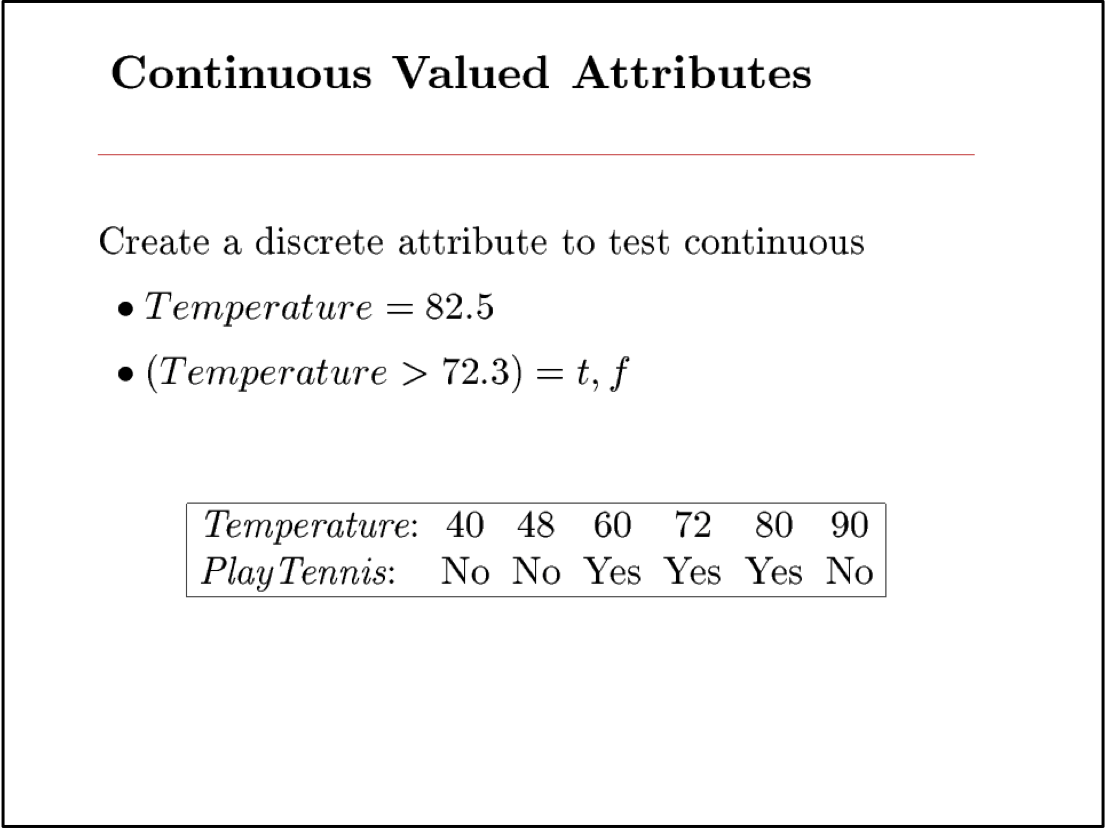 Continuous Valued Attributes
Create a discrete attribute to test continuous
• Temperature = 82.5
• (Temperature > 72.3) = t, f
Temperature: 40 48 60 72 80 90
PlayTennis: No No Yes Yes Yes No